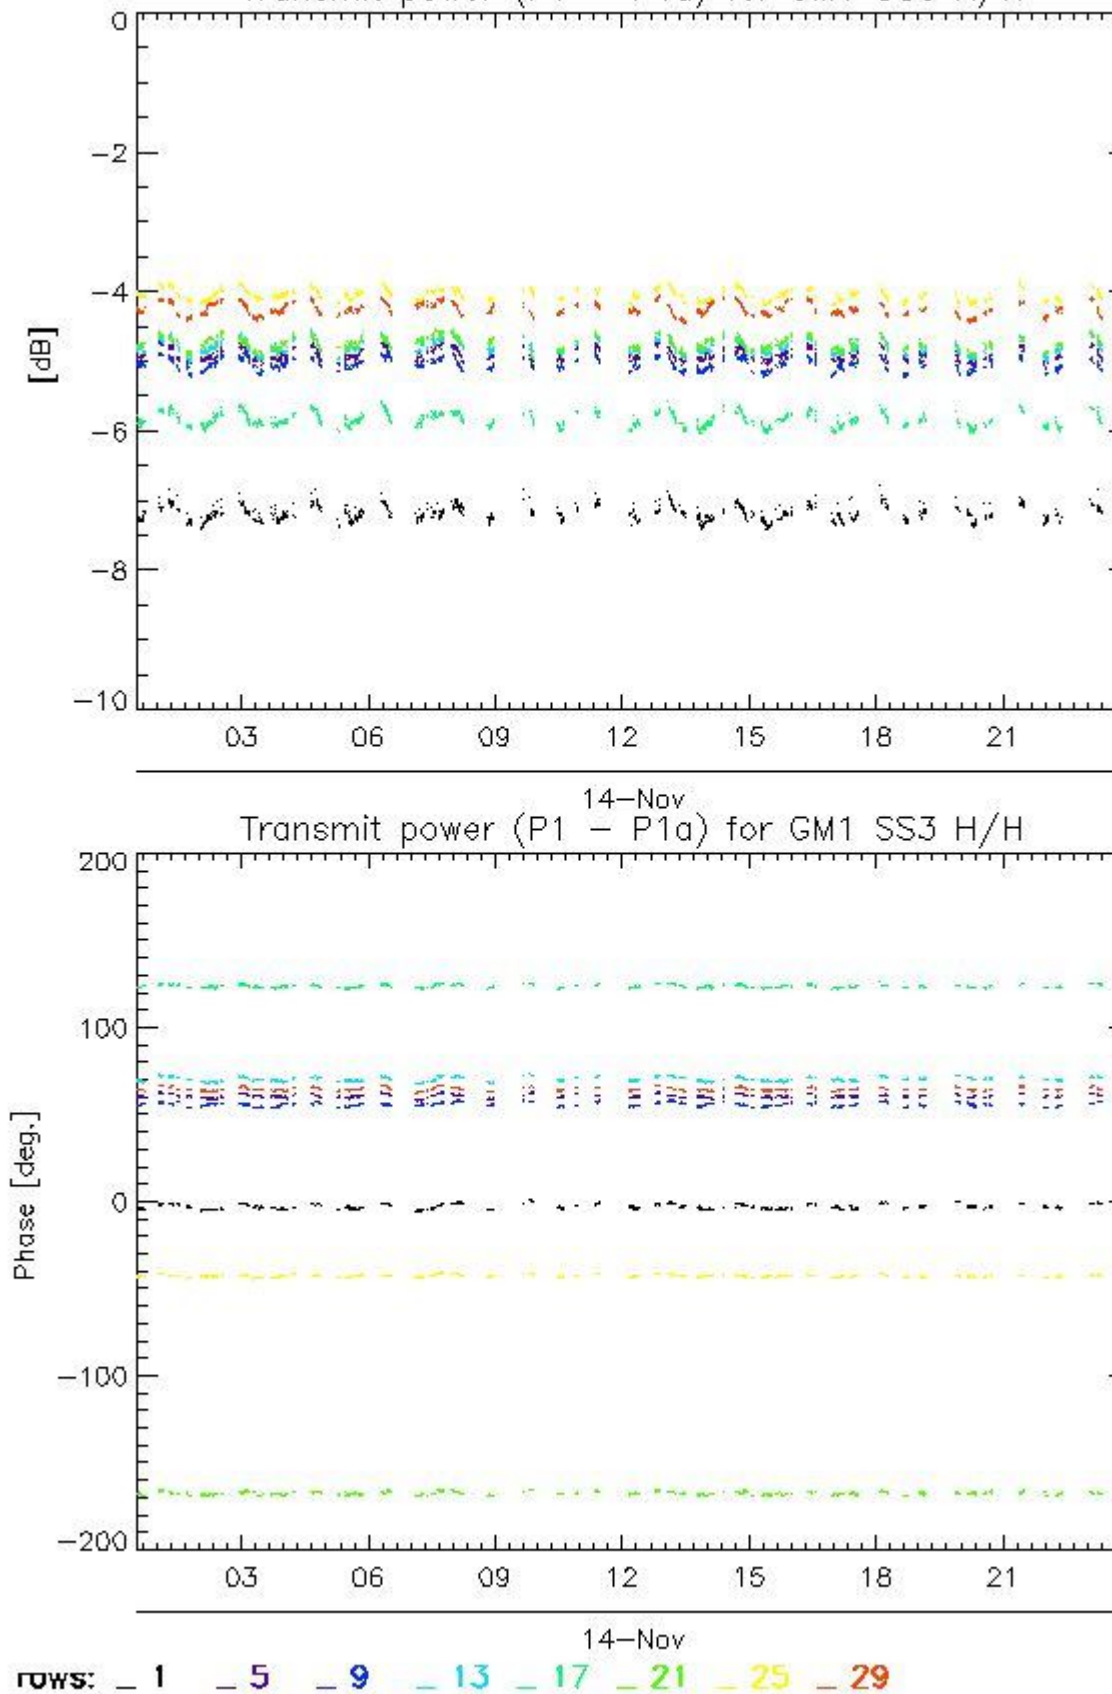 0
-2
-4
[dB]
-6
-8
-10
03 06 09 12 15 18 21
14-Nov
Transmit power (P1 - P1a) for GM1 SS3 H/H
200
100
0
Phase [deg.]
-100
-200
03 06 09 12 15 18 21
14-Nov
rows: _ 1 _ 5 _ 9 _ 13 _ 17 _ 21 _ 25 _ 29